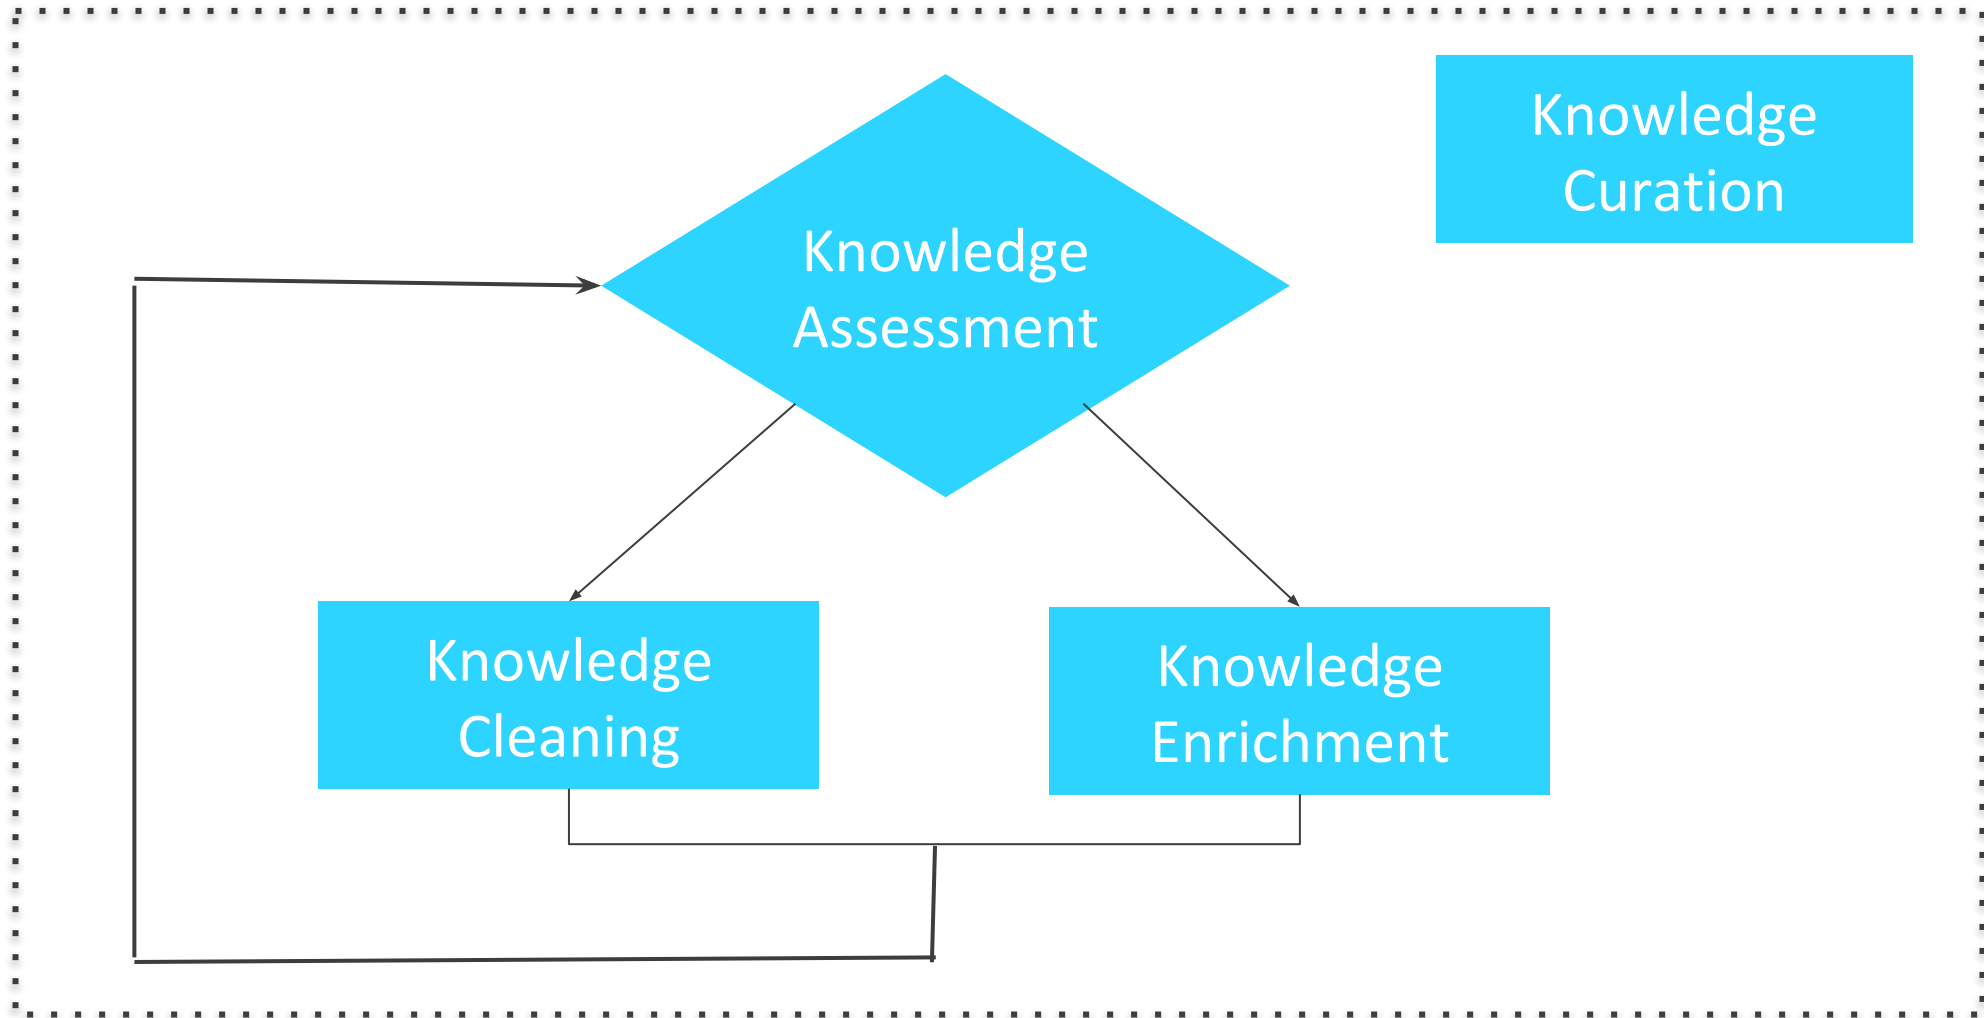 Knowledge
Curation
Knowledge
Assessment
Knowledge
Cleaning
Knowledge
Enrichment